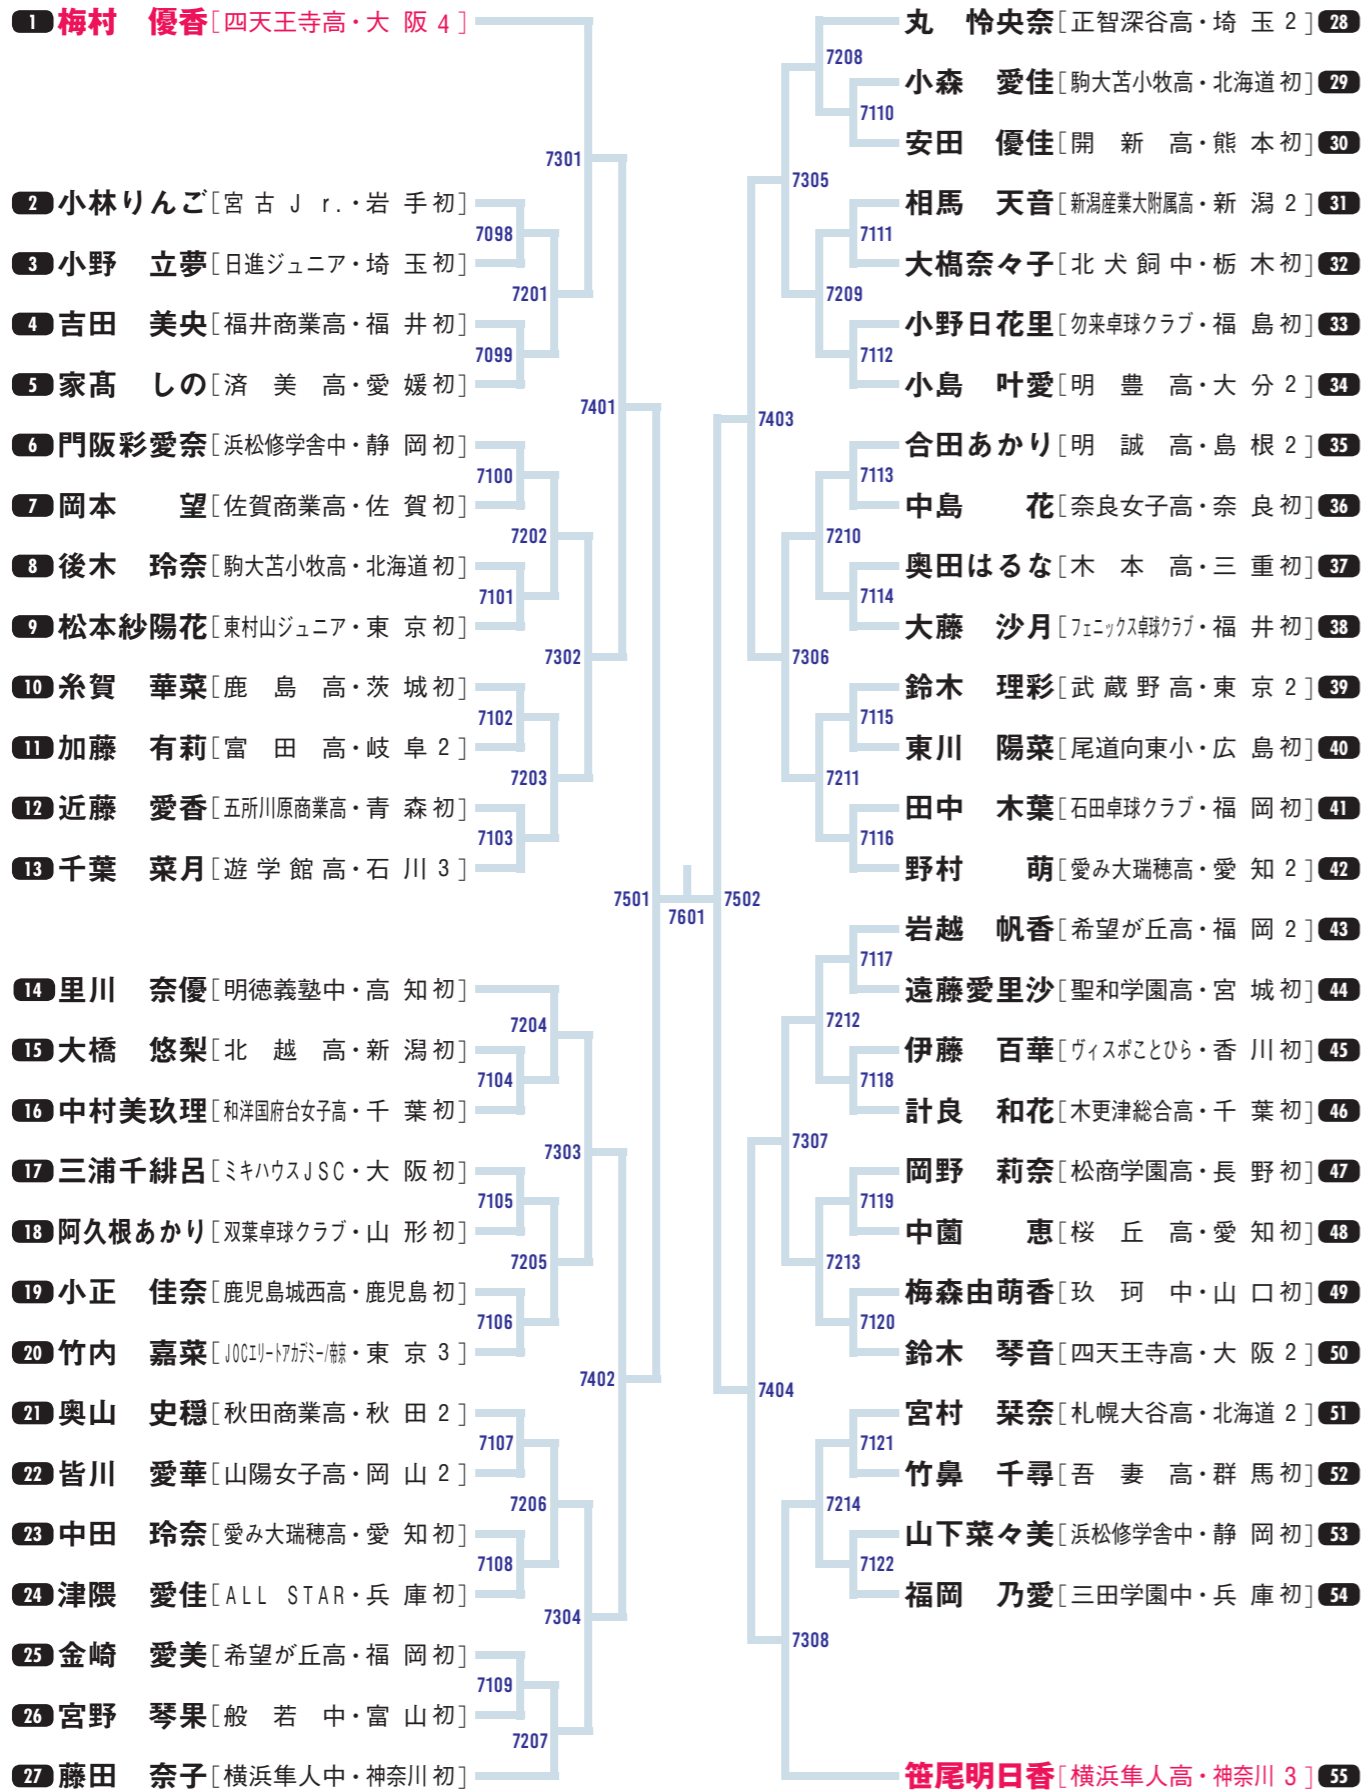 1 梅村　優香［四天王寺高・大 阪 4］
7301
2 小林りんご［宮 古 J r.・岩 手 初］
7098
3 小野　立夢［日進ジュニア・埼 玉 初］
7201
4 吉田　美央［福井商業高・福 井 初］
7099
5 家髙　しの［済 美 高・愛 媛 初］
7401
6 門阪彩愛奈［浜松修学舎中・静 岡 初］
7100
7 岡本　望［佐賀商業高・佐 賀 初］
7202
8 後木　玲奈［駒大苫小牧高・北海道 初］
7101
9 松本紗陽花［東村山ジュニア・東 京 初］
7302
10 糸賀　華菜［鹿 島 高・茨 城 初］
7102
11 加藤　有莉［富 田 高・岐 阜 2］
7203
12 近藤　愛香［五所川原商業高・青 森 初］
7103
13 千葉　菜月［遊 学 館 高・石 川 3］
7501
7601
14 里川　奈優［明徳義塾中・高 知 初］
7204
15 大橋　悠梨［北 越 高・新 潟 初］
7104
16 中村美玖理［和洋国府台女子高・千 葉 初］
7303
17 三浦千緋呂［ミキハウスJSC・大 阪 初］
7105
18 阿久根あかり［双葉卓球クラブ・山 形 初］
7205
19 小正　佳奈［鹿児島城西高・鹿児島 初］
7106
20 竹内　嘉菜［JOCエリートアカデミー/帝京・東 京 3］
7402
21 奥山　史穏［秋田商業高・秋 田 2］
7107
22 皆川　愛華［山陽女子高・岡 山 2］
7206
23 中田　玲奈［愛み大瑞穂高・愛 知 初］
7108
24 津隈　愛佳［ALL STAR・兵 庫 初］
7304
25 金崎　愛美［希望が丘高・福 岡 初］
7109
26 宮野　琴果［般 若 中・富 山 初］
7207
27 藤田　奈子［横浜隼人中・神奈川 初］
丸　怜央奈［正智深谷高・埼 玉 2］28
7208
小森　愛佳［駒大苫小牧高・北海道 初］29
7110
安田　優佳［開 新 高・熊 本 初］30
7305
相馬　天音［新潟産業大附属高・新 潟 2］31
7111
大槗奈々子［北 犬 飼 中・栃 木 初］32
7209
小野日花里［勿来卓球クラブ・福 島 初］33
7112
小島　叶愛［明 豊 高・大 分 2］34
7403
合田あかり［明 誠 高・島 根 2］35
7113
中島　花［奈良女子高・奈 良 初］36
7210
奥田はるな［木 本 高・三 重 初］37
7114
大藤　沙月［フェニックス卓球クラブ・福 井 初］38
7306
鈴木　理彩［武 蔵 野 高・東 京 2］39
7115
東川　陽菜［尾道向東小・広 島 初］40
7211
田中　木葉［石田卓球クラブ・福 岡 初］41
7116
野村　萌［愛み大瑞穂高・愛 知 2］42
7502
岩越　帆香［希望が丘高・福 岡 2］43
7117
遠藤愛里沙［聖和学園高・宮 城 初］44
7212
伊藤　百華［ヴィスポことひら・香 川 初］45
7118
計良　和花［木更津総合高・千 葉 初］46
7307
岡野　莉奈［松商学園高・長 野 初］47
7119
中薗　恵［桜 丘 高・愛 知 初］48
7213
梅森由萌香［玖 珂 中・山 口 初］49
7120
鈴木　琴音［四天王寺高・大 阪 2］50
7404
宮村　栞奈［札幌大谷高・北海道 2］51
7121
竹鼻　千尋［吾 妻 高・群 馬 初］52
7214
山下菜々美［浜松修学舎中・静 岡 初］53
7122
福岡　乃愛［三田学園中・兵 庫 初］54
7308
笹尾明日香［横浜隼人高・神奈川 3］55